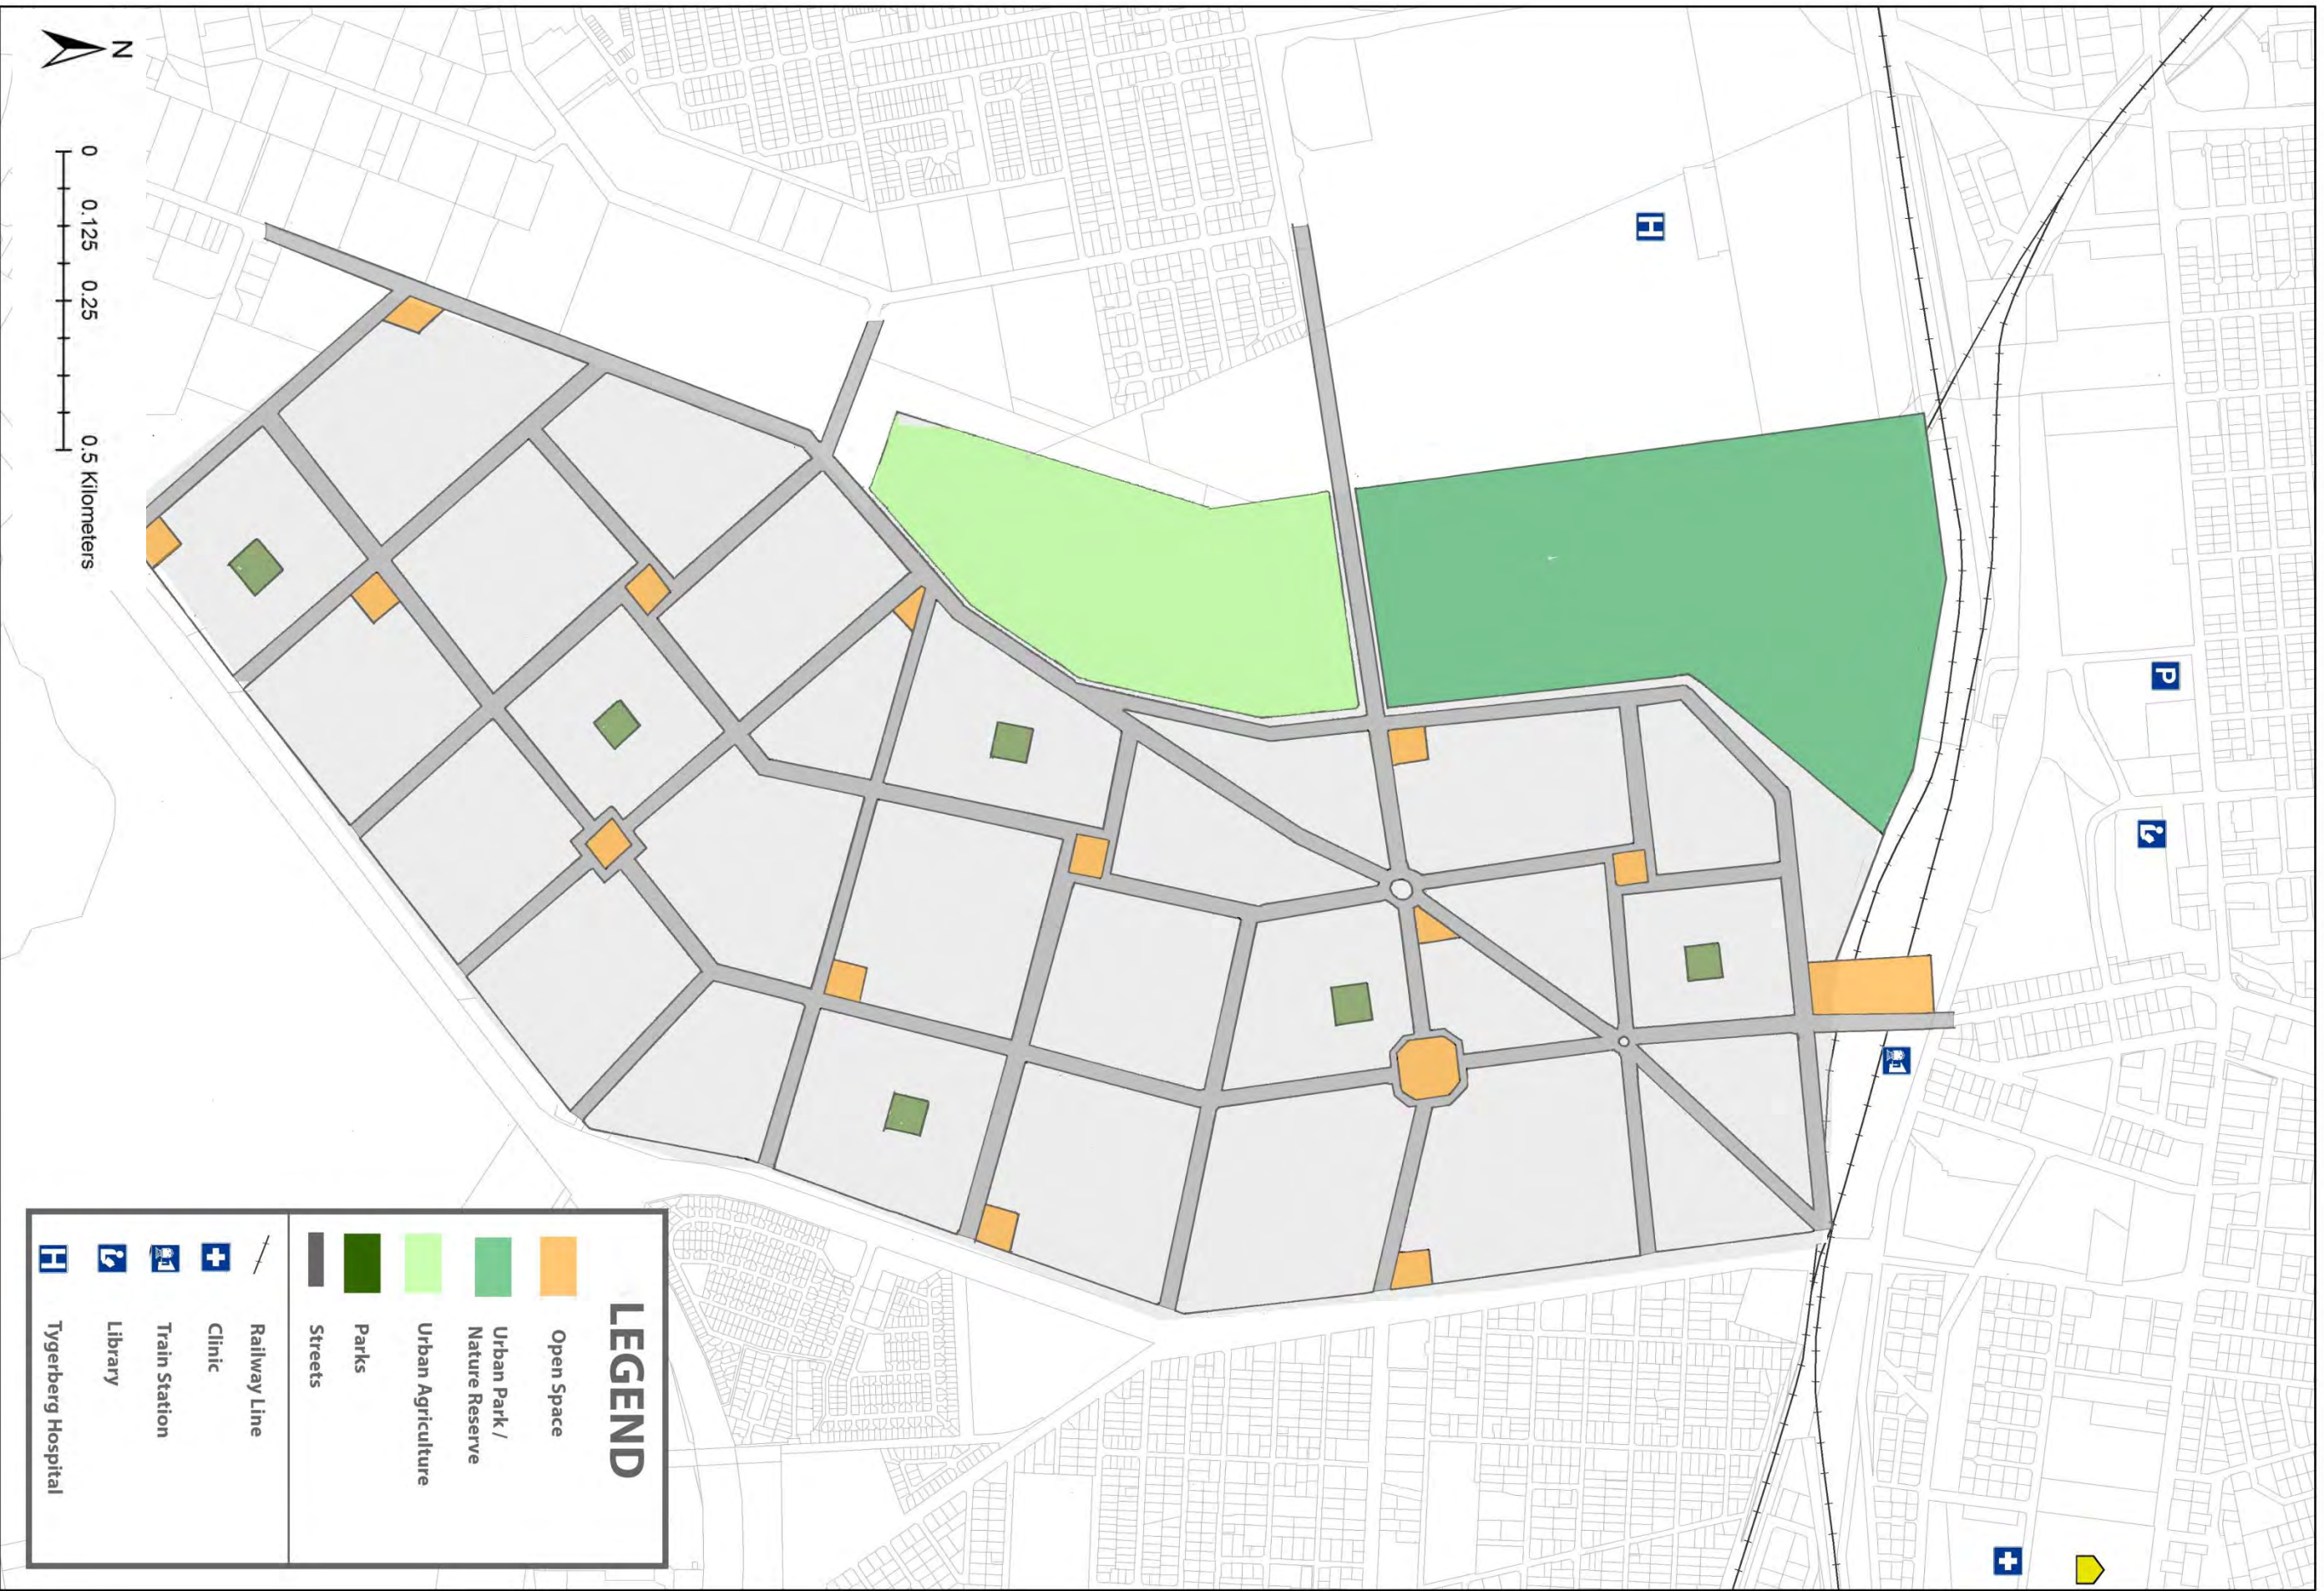 N
0 0.125 0.25 0.5 Kilometers
H
P
LEGEND
Open Space
Urban Park /
Nature Reserve
Urban Agriculture
Parks
Streets
Railway Line
Clinic
Train Station
Library
H Tygerberg Hospital